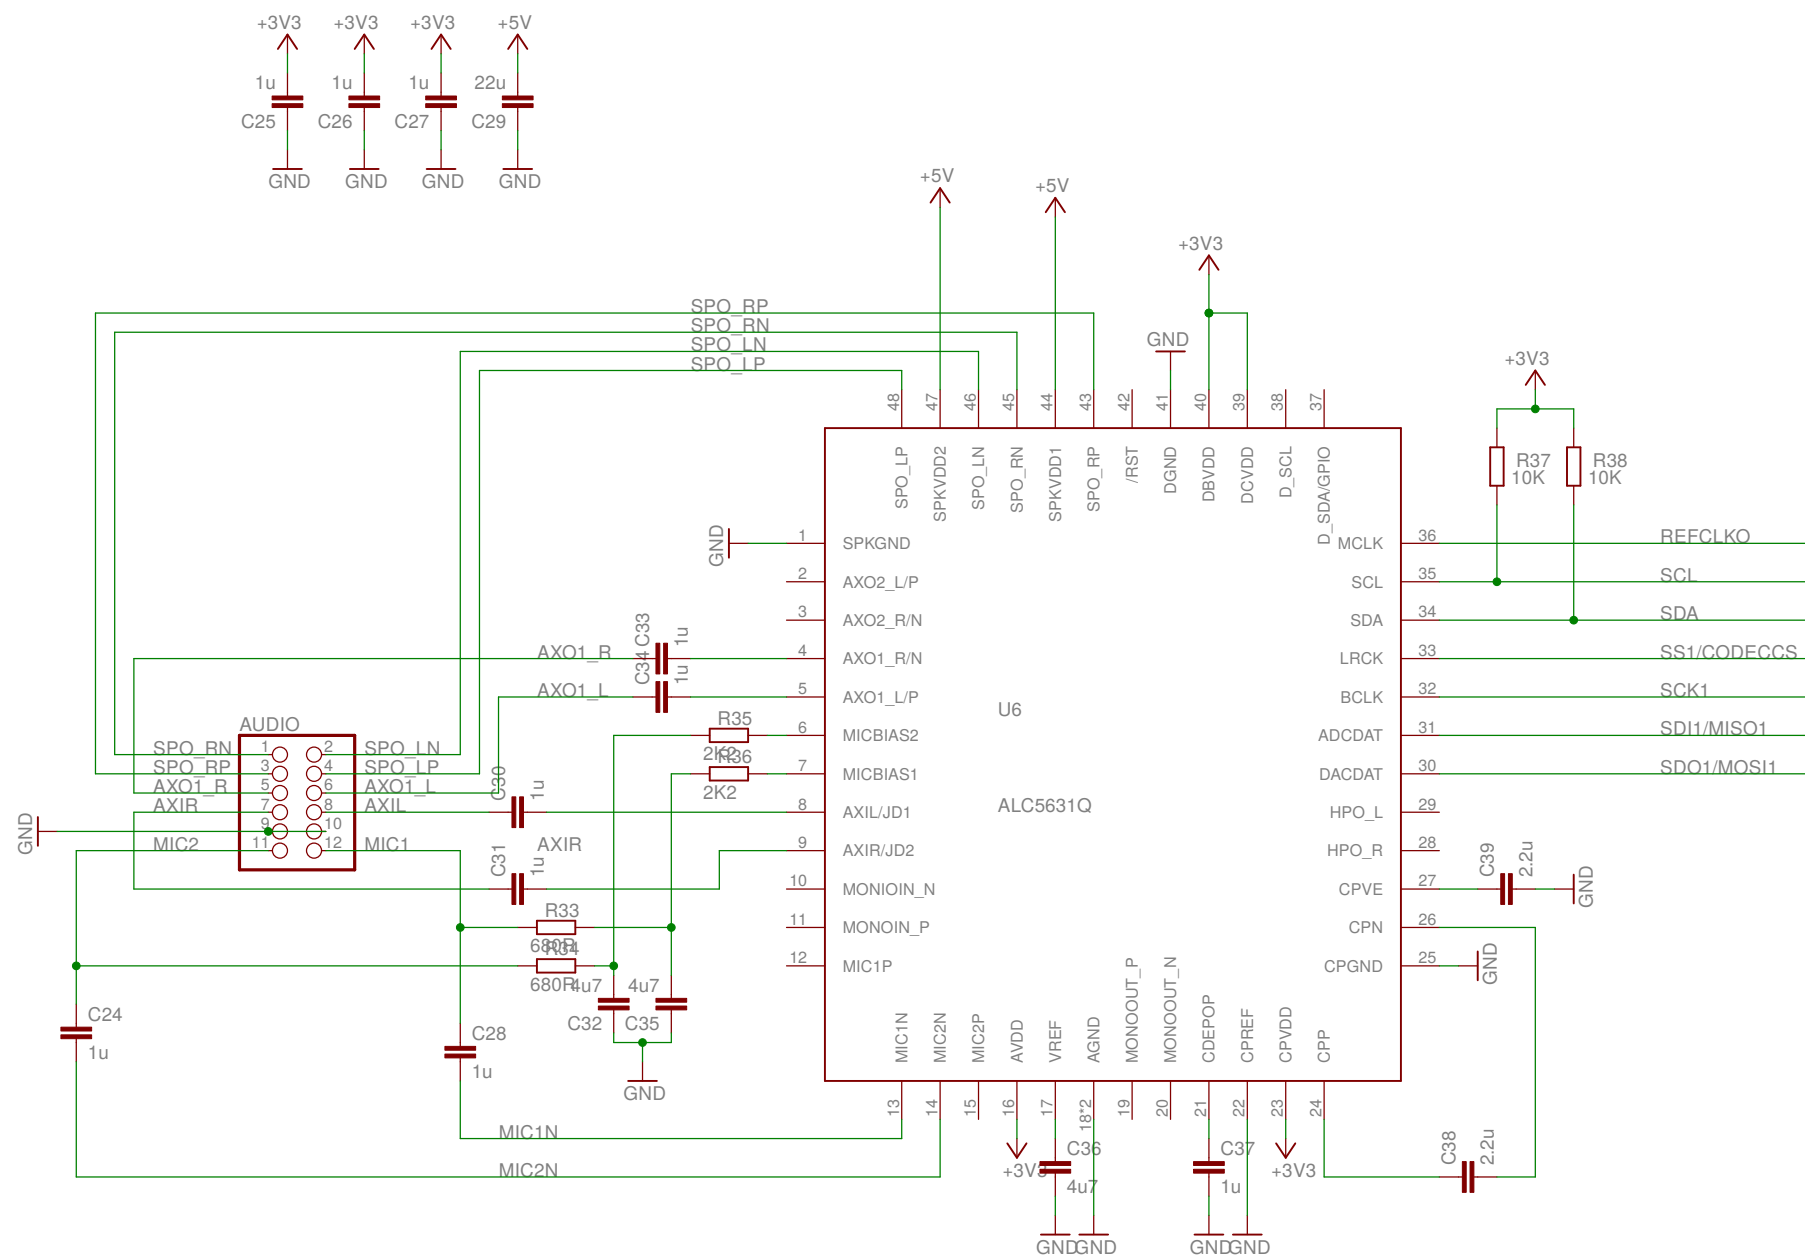 +3V3 +3V3 +3V3 +5V
1u 1u 1u 22u
C25 C26 C27 C29
GND GND GND GND
+5V +5V
+3V3
GND
+3V3
SPO_RP
SPO_RN
SPO_LN
SPO_LP
48 47 46 45 44 43 42 41 40 39 38 37
SPO_LP SPKVDD2 SPO_LN SPO_RN SPKVDD1 SPO_RP /RST DGND DBVDD DCVDD D_SCL D_SDA/GPIO
R37 10K
R38 10K
GND 1 SPKGND
2 AXO2_L/P
3 AXO2_R/N
AXO1_R C33 1u 4 AXO1_R/N
AXO1_L C34 1u 5 AXO1_L/P
R35 2K2 6 MICBIAS2
R36 2K2 7 MICBIAS1
C30 1u 8 AXIL/JD1
AXIR C31 1u 9 AXIR/JD2
10 MONIOIN_N
11 MONOIN_P
12 MIC1P
U6
ALC5631Q
MCLK 36 REFCLKO
SCL 35 SCL
SDA 34 SDA
LRCK 33 SS1/CODECCS
BCLK 32 SCK1
ADCDAT 31 SDI1/MISO1
DACDAT 30 SDO1/MOSI1
HPO_L 29
HPO_R 28
CPVE 27 C39 2.2u GND
CPN 26
CPGND 25 GND
AUDIO
SPO_RN 1 2 SPO_LN
SPO_RP 3 4 SPO_LP
AXO1_R 5 6 AXO1_L
AXIR 7 8 AXIL
GND 9 10
MIC2 11 12 MIC1
R33 680R
R34 680R
4u7 4u7
C32 C35
GND
C24 1u
C28 1u
MIC1N MIC2N MIC2P AVDD VREF AGND MONOOUT_P MONOOUT_N CDEPOP CPREF CPVDD CPP
13 14 15 16 17 18*2 19 20 21 22 23 24
MIC1N
MIC2N
+3V3
C36 4u7
C37 1u
+3V3
C38 2.2u
GND GND GND GND